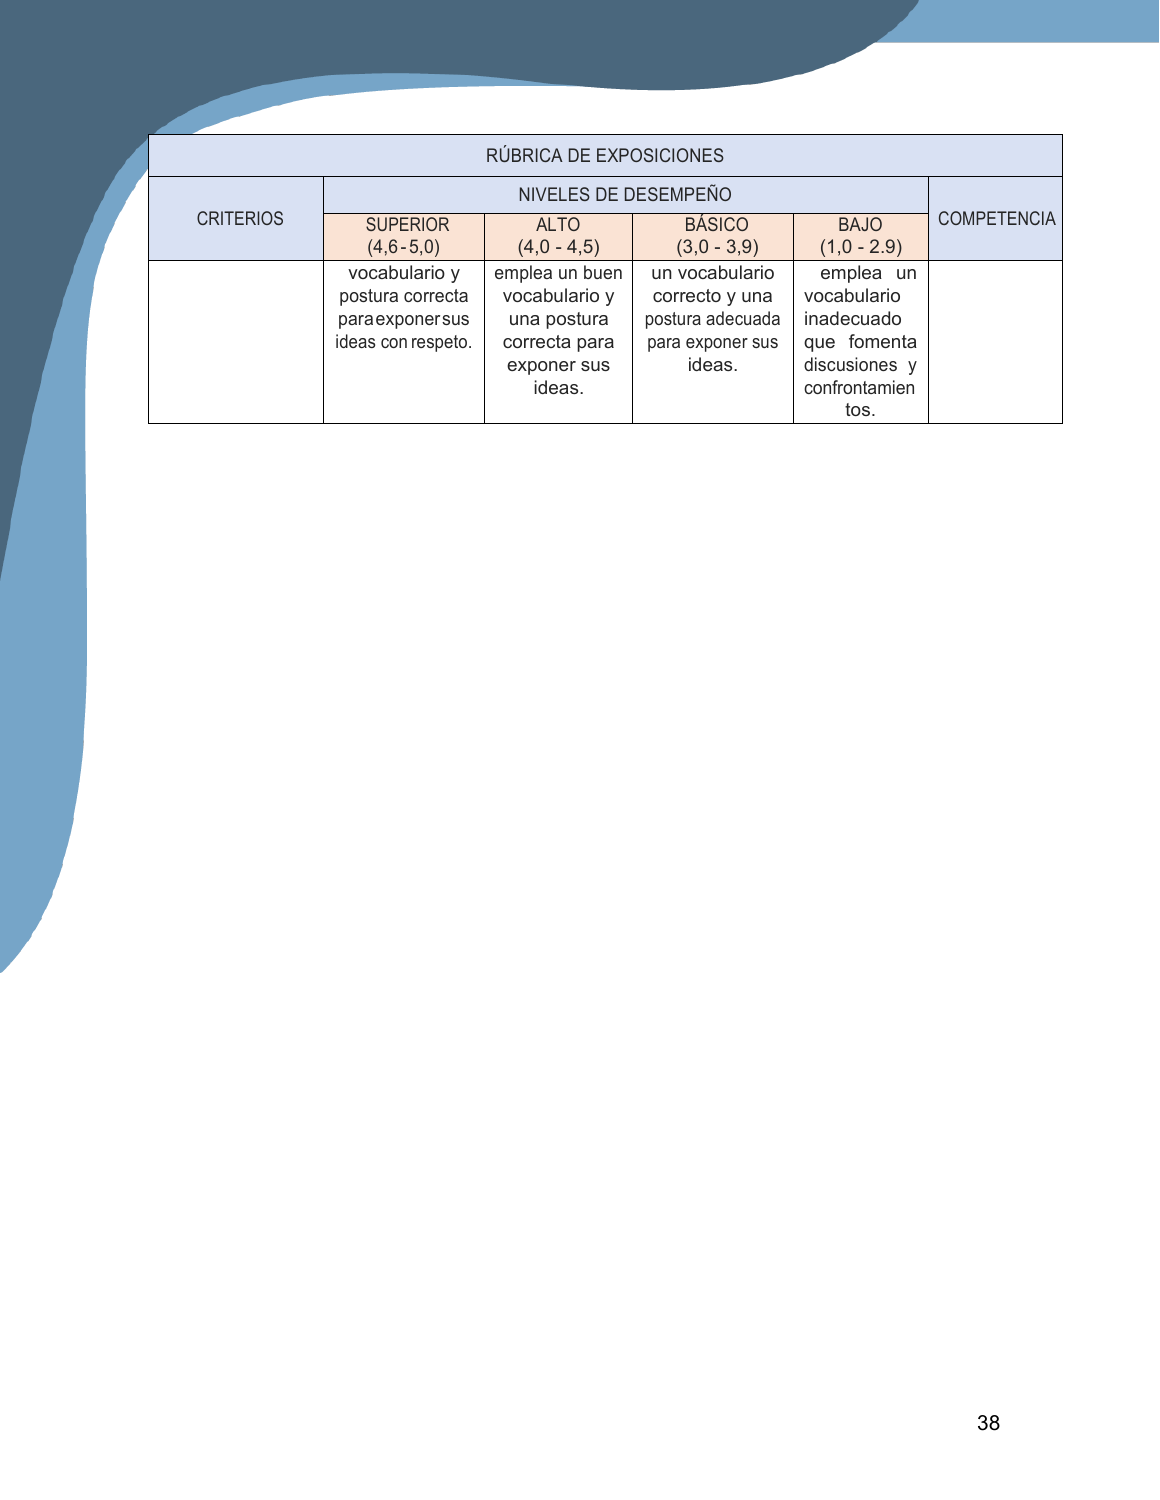 RÚBRICA DE EXPOSICIONES
CRITERIOS
NIVELES DE DESEMPEÑO
COMPETENCIA
SUPERIOR
(4,6 - 5,0)
ALTO
(4,0 - 4,5)
BÁSICO
(3,0 - 3,9)
BAJO
(1,0 - 2.9)
vocabulario y
postura correcta
para exponer sus
ideas con respeto.
emplea un buen
vocabulario y
una postura
correcta para
exponer sus
ideas.
un vocabulario
correcto y una
postura adecuada
para exponer sus
ideas.
emplea un
vocabulario
inadecuado
que fomenta
discusiones y
confrontamien
tos.
38